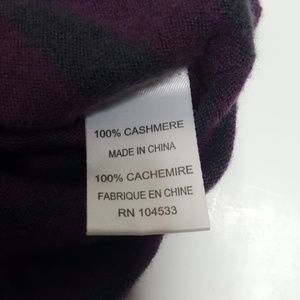 100% CASHMERE
MADE IN CHINA
100% CACHEMIRE
FABRIQUE EN CHINE
RN 104533